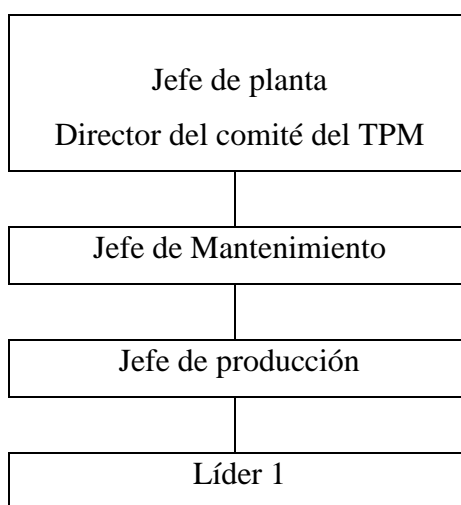 Jefe de planta
Director del comité del TPM
Jefe de Mantenimiento
Jefe de producción
Líder 1